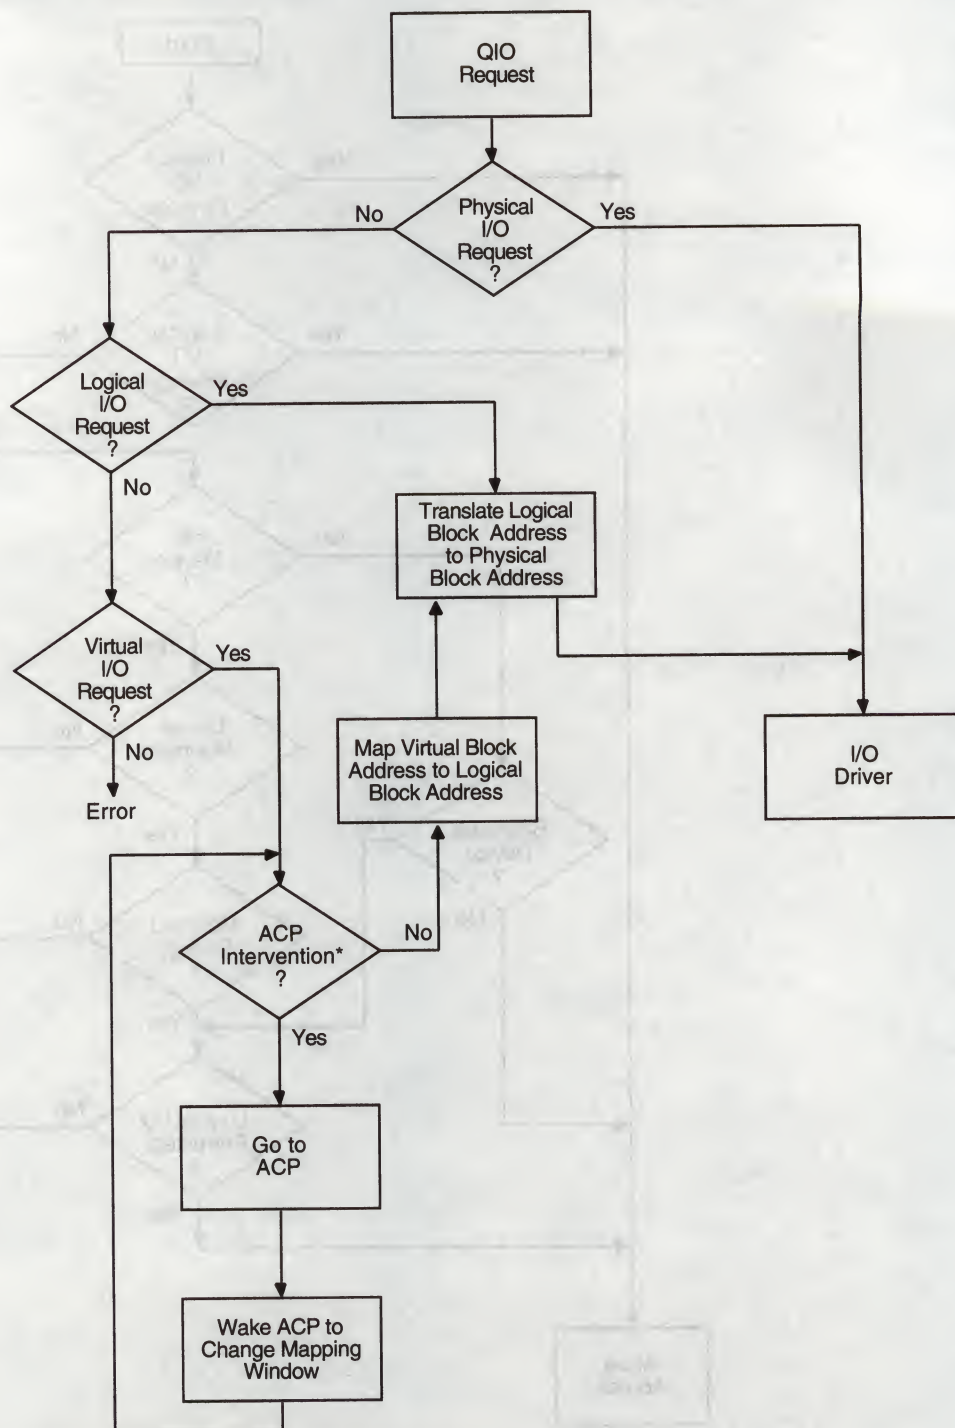 QIO
Request
Physical
I/O
Request
?
No
Yes
Logical
I/O
Request
?
Yes
No
Translate Logical
Block Address
to Physical
Block Address
Virtual
I/O
Request
?
Yes
No
Error
Map Virtual Block
Address to Logical
Block Address
I/O
Driver
ACP
Intervention*
?
No
Yes
Go to
ACP
Wake ACP to
Change Mapping
Window